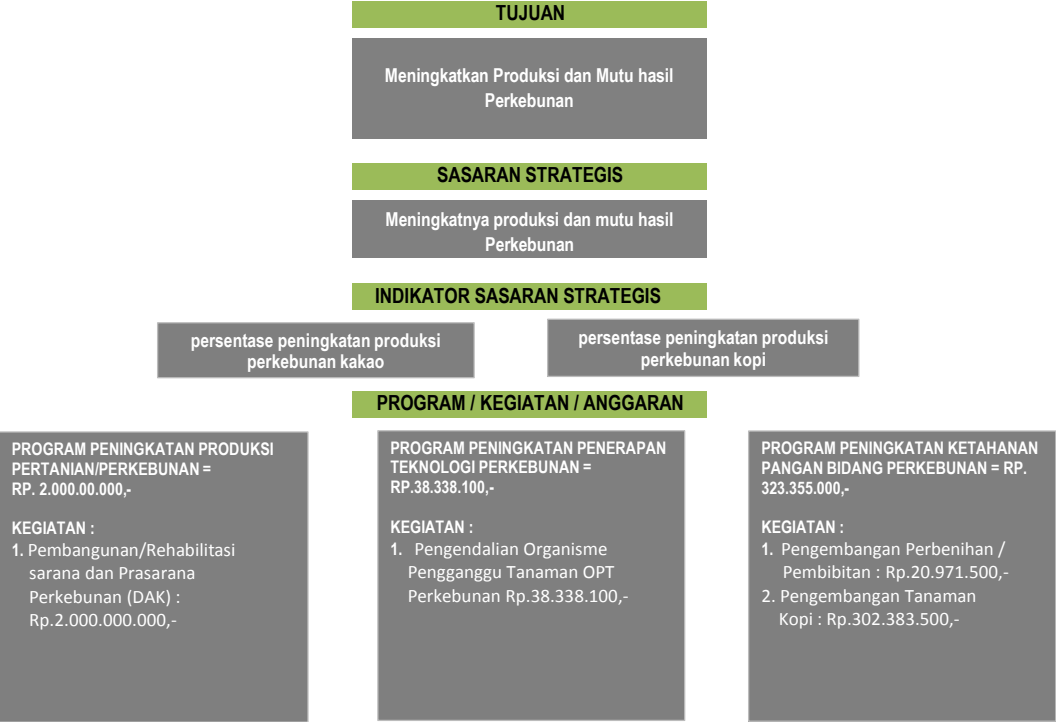 TUJUAN
Meningkatkan Produksi dan Mutu hasil
Perkebunan
SASARAN STRATEGIS
Meningkatnya produksi dan mutu hasil
Perkebunan
INDIKATOR SASARAN STRATEGIS
persentase peningkatan produksi
perkebunan kakao
persentase peningkatan produksi
perkebunan kopi
PROGRAM / KEGIATAN / ANGGARAN
PROGRAM PENINGKATAN PRODUKSI
PERTANIAN/PERKEBUNAN =
RP. 2.000.00.000,-
KEGIATAN :
1. Pembangunan/Rehabilitasi
sarana dan Prasarana
Perkebunan (DAK) :
Rp.2.000.000.000,-
PROGRAM PENINGKATAN PENERAPAN
TEKNOLOGI PERKEBUNAN =
RP.38.338.100,-
KEGIATAN :
1. Pengendalian Organisme
Pengganggu Tanaman OPT
Perkebunan Rp.38.338.100,-
PROGRAM PENINGKATAN KETAHANAN
PANGAN BIDANG PERKEBUNAN = RP.
323.355.000,-
KEGIATAN :
1. Pengembangan Perbenihan /
Pembibitan : Rp.20.971.500,-
2. Pengembangan Tanaman
Kopi : Rp.302.383.500,-